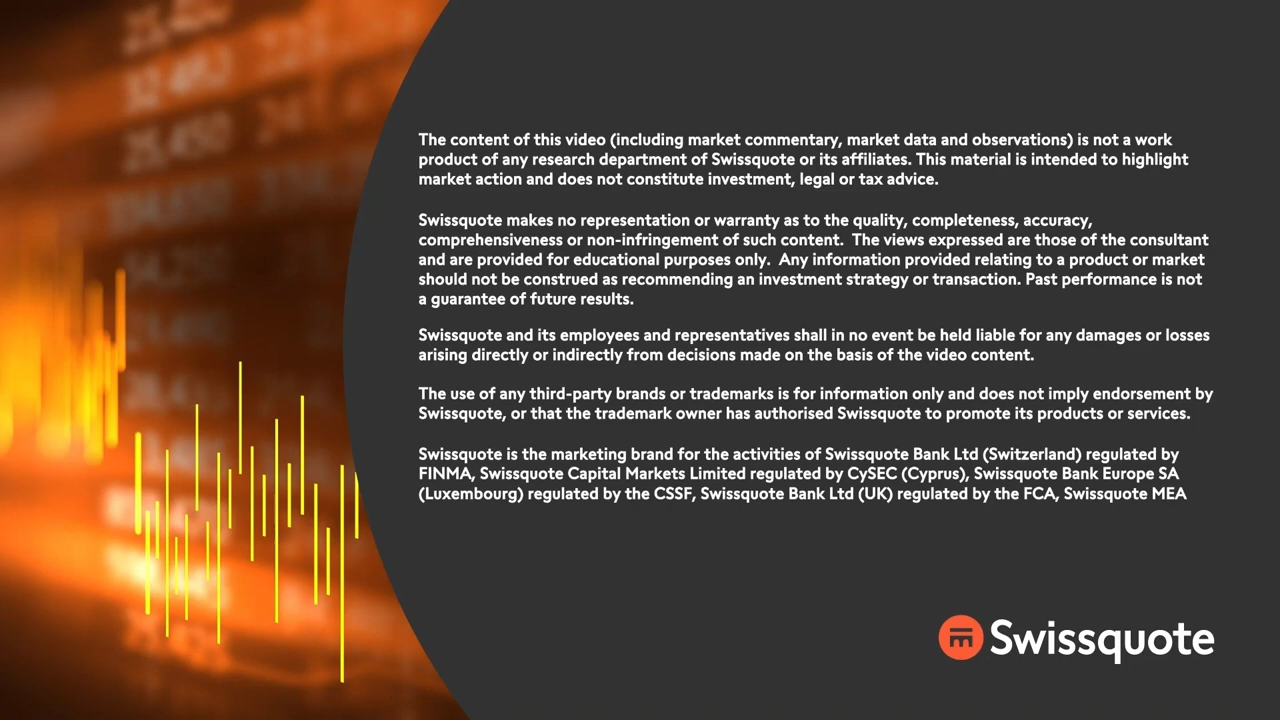 The content of this video (including market commentary, market data and observations) is not a work
product of any research department of Swissquote or its affiliates. This material is intended to highlight
market action and does not constitute investment, legal or tax advice.
Swissquote makes no representation or warranty as to the quality, completeness, accuracy,
comprehensiveness or non-infringement of such content.  The views expressed are those of the consultant
and are provided for educational purposes only.  Any information provided relating to a product or market
should not be construed as recommending an investment strategy or transaction. Past performance is not
a guarantee of future results.
Swissquote and its employees and representatives shall in no event be held liable for any damages or losses
arising directly or indirectly from decisions made on the basis of the video content.
The use of any third-party brands or trademarks is for information only and does not imply endorsement by
Swissquote, or that the trademark owner has authorised Swissquote to promote its products or services.
Swissquote is the marketing brand for the activities of Swissquote Bank Ltd (Switzerland) regulated by
FINMA, Swissquote Capital Markets Limited regulated by CySEC (Cyprus), Swissquote Bank Europe SA
(Luxembourg) regulated by the CSSF, Swissquote Bank Ltd (UK) regulated by the FCA, Swissquote MEA
Swissquote